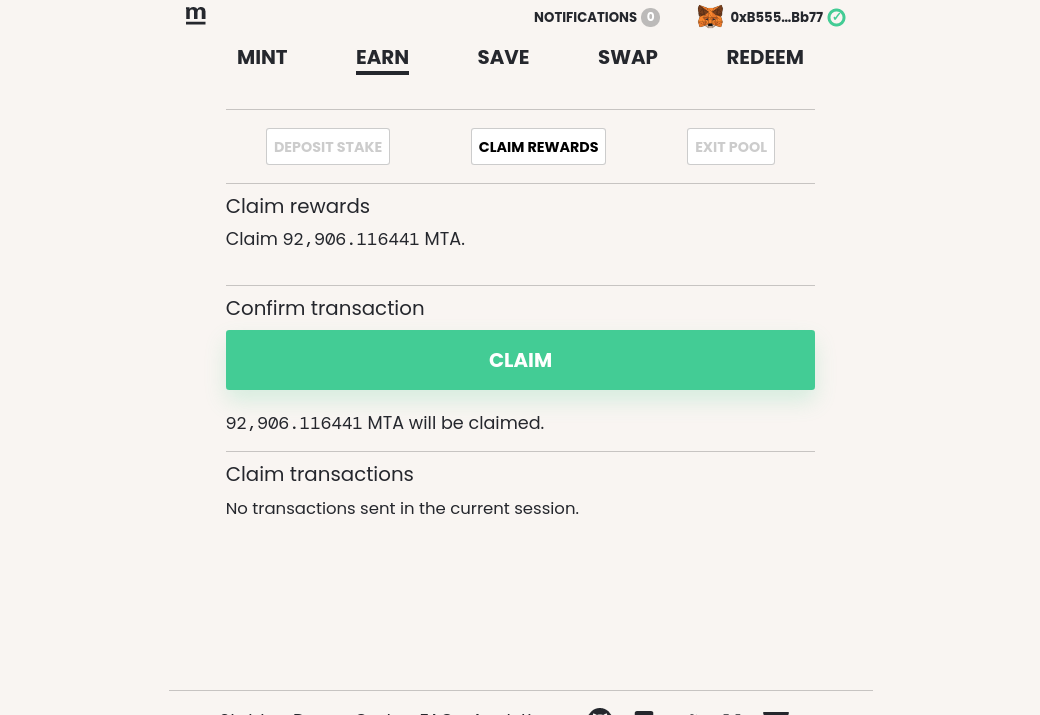 m
NOTIFICATIONS 0 0xB555...Bb77
MINT EARN SAVE SWAP REDEEM
DEPOSIT STAKE CLAIM REWARDS EXIT POOL
Claim rewards
Claim 92,906.116441 MTA.
Confirm transaction
CLAIM
92,906.116441 MTA will be claimed.
Claim transactions
No transactions sent in the current session.